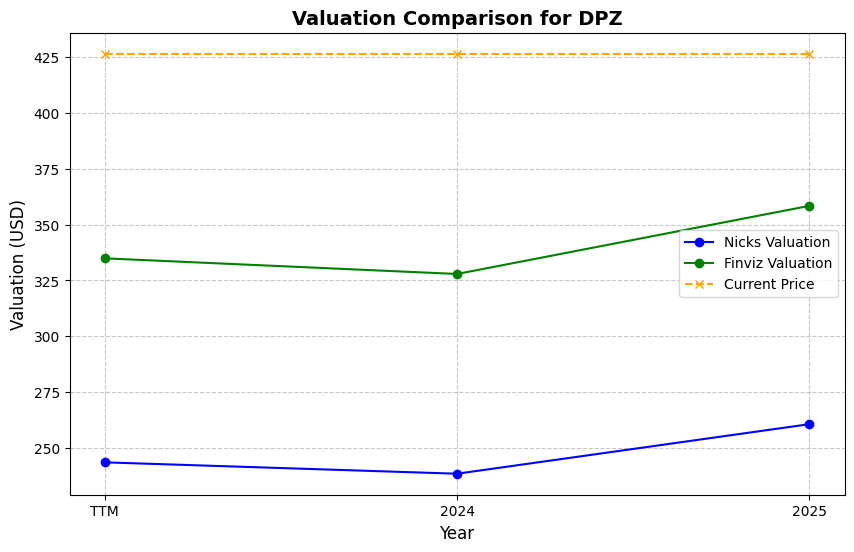 Valuation Comparison for DPZ
Valuation (USD)
425
400
375
350
325
300
275
250
Nicks Valuation
Finviz Valuation
Current Price
TTM
2024
2025
Year